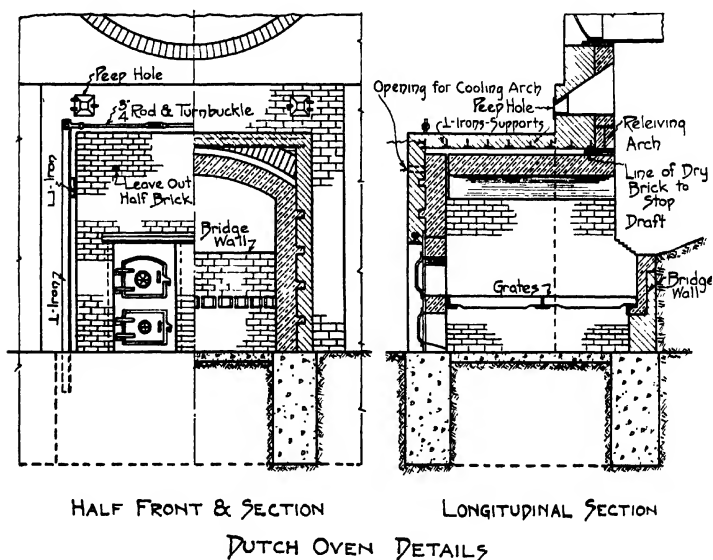 Peep Hole
3/4" Rod & Turnbuckle
⊔-Iron
Leave Out
Half Brick
Bridge
Wall
⊥-Iron
Opening for Cooling Arch
Peep Hole
⊥-Irons-Supports
Releiving
Arch
Line of Dry
Brick to
Stop
Draft
Grates
Bridge
Wall
HALF FRONT & SECTION
LONGITUDINAL SECTION
DUTCH OVEN DETAILS